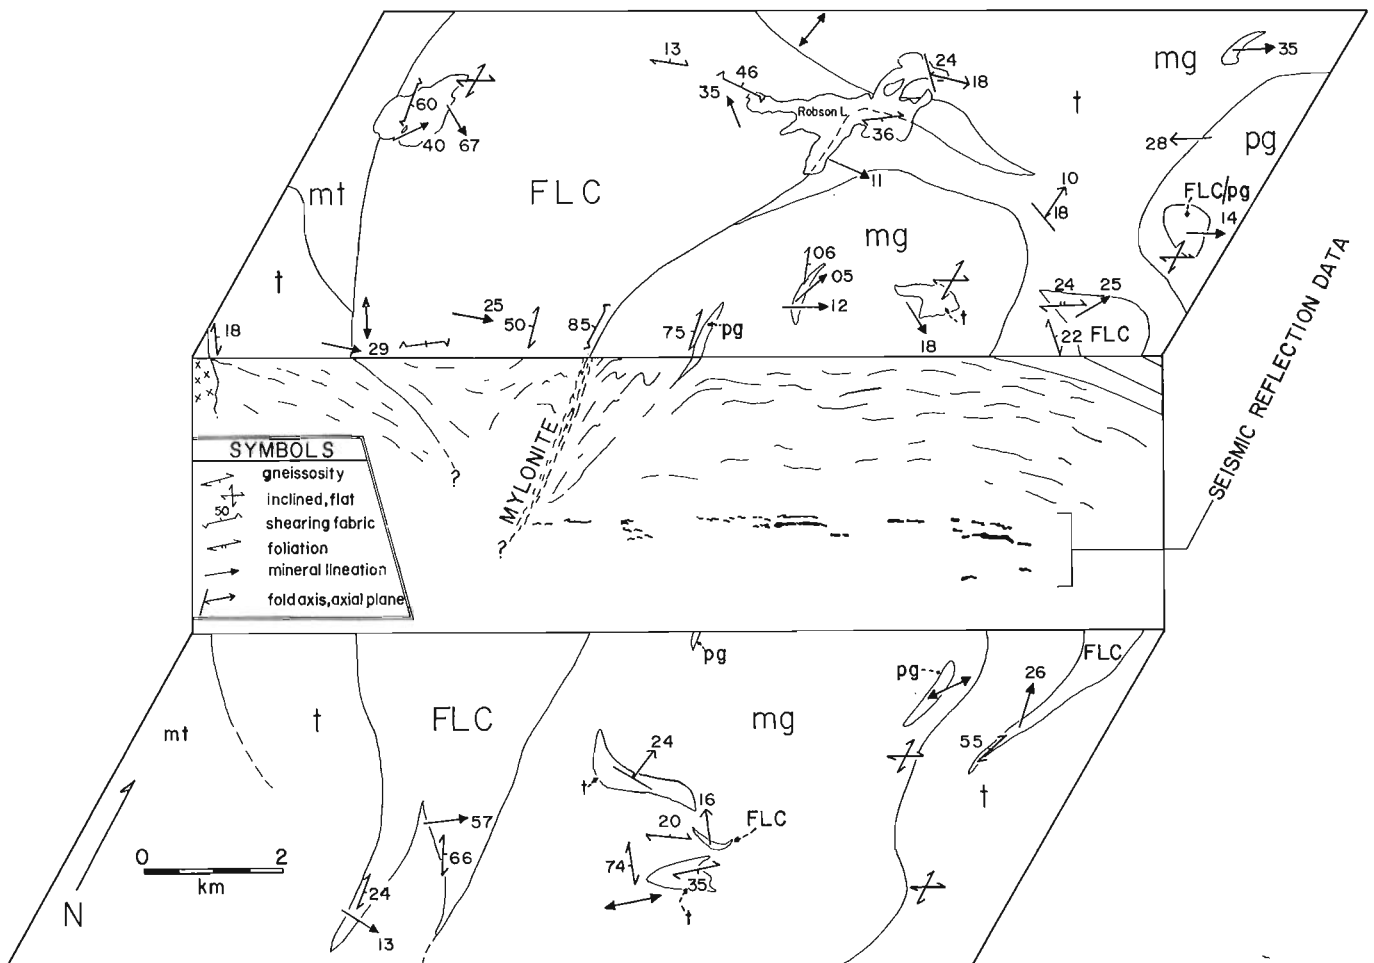 13
46
35
24
18
mg
35
t
Robson L.
36
60
40 67
28
pg
FLC
mt
11
10
18
FLC/pg
14
mg
06
05
12
t
t
25
50
85
75
pg
18
24
25
22
FLC
18
29
SEISMIC REFLECTION DATA
x x
x
x x
x
MYLONITE
?
?
SYMBOLS
gneissosity
inclined, flat
50
shearing fabric
foliation
mineral lineation
fold axis, axial plane
pg
FLC
pg
26
mt
t
FLC
mg
55
t
24
t
16
FLC
20
57
66
74
35
t
24
13
0 2
km
N